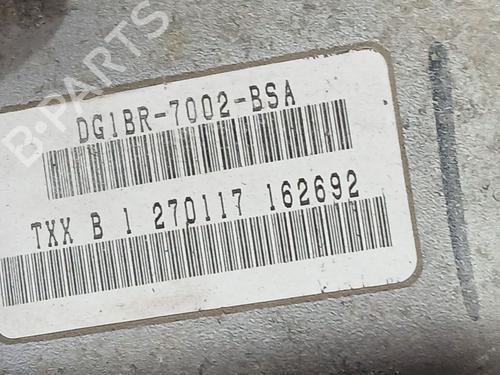 B-PARTS
DG1BR-7002-BSA
TXX B 1 270117 162692